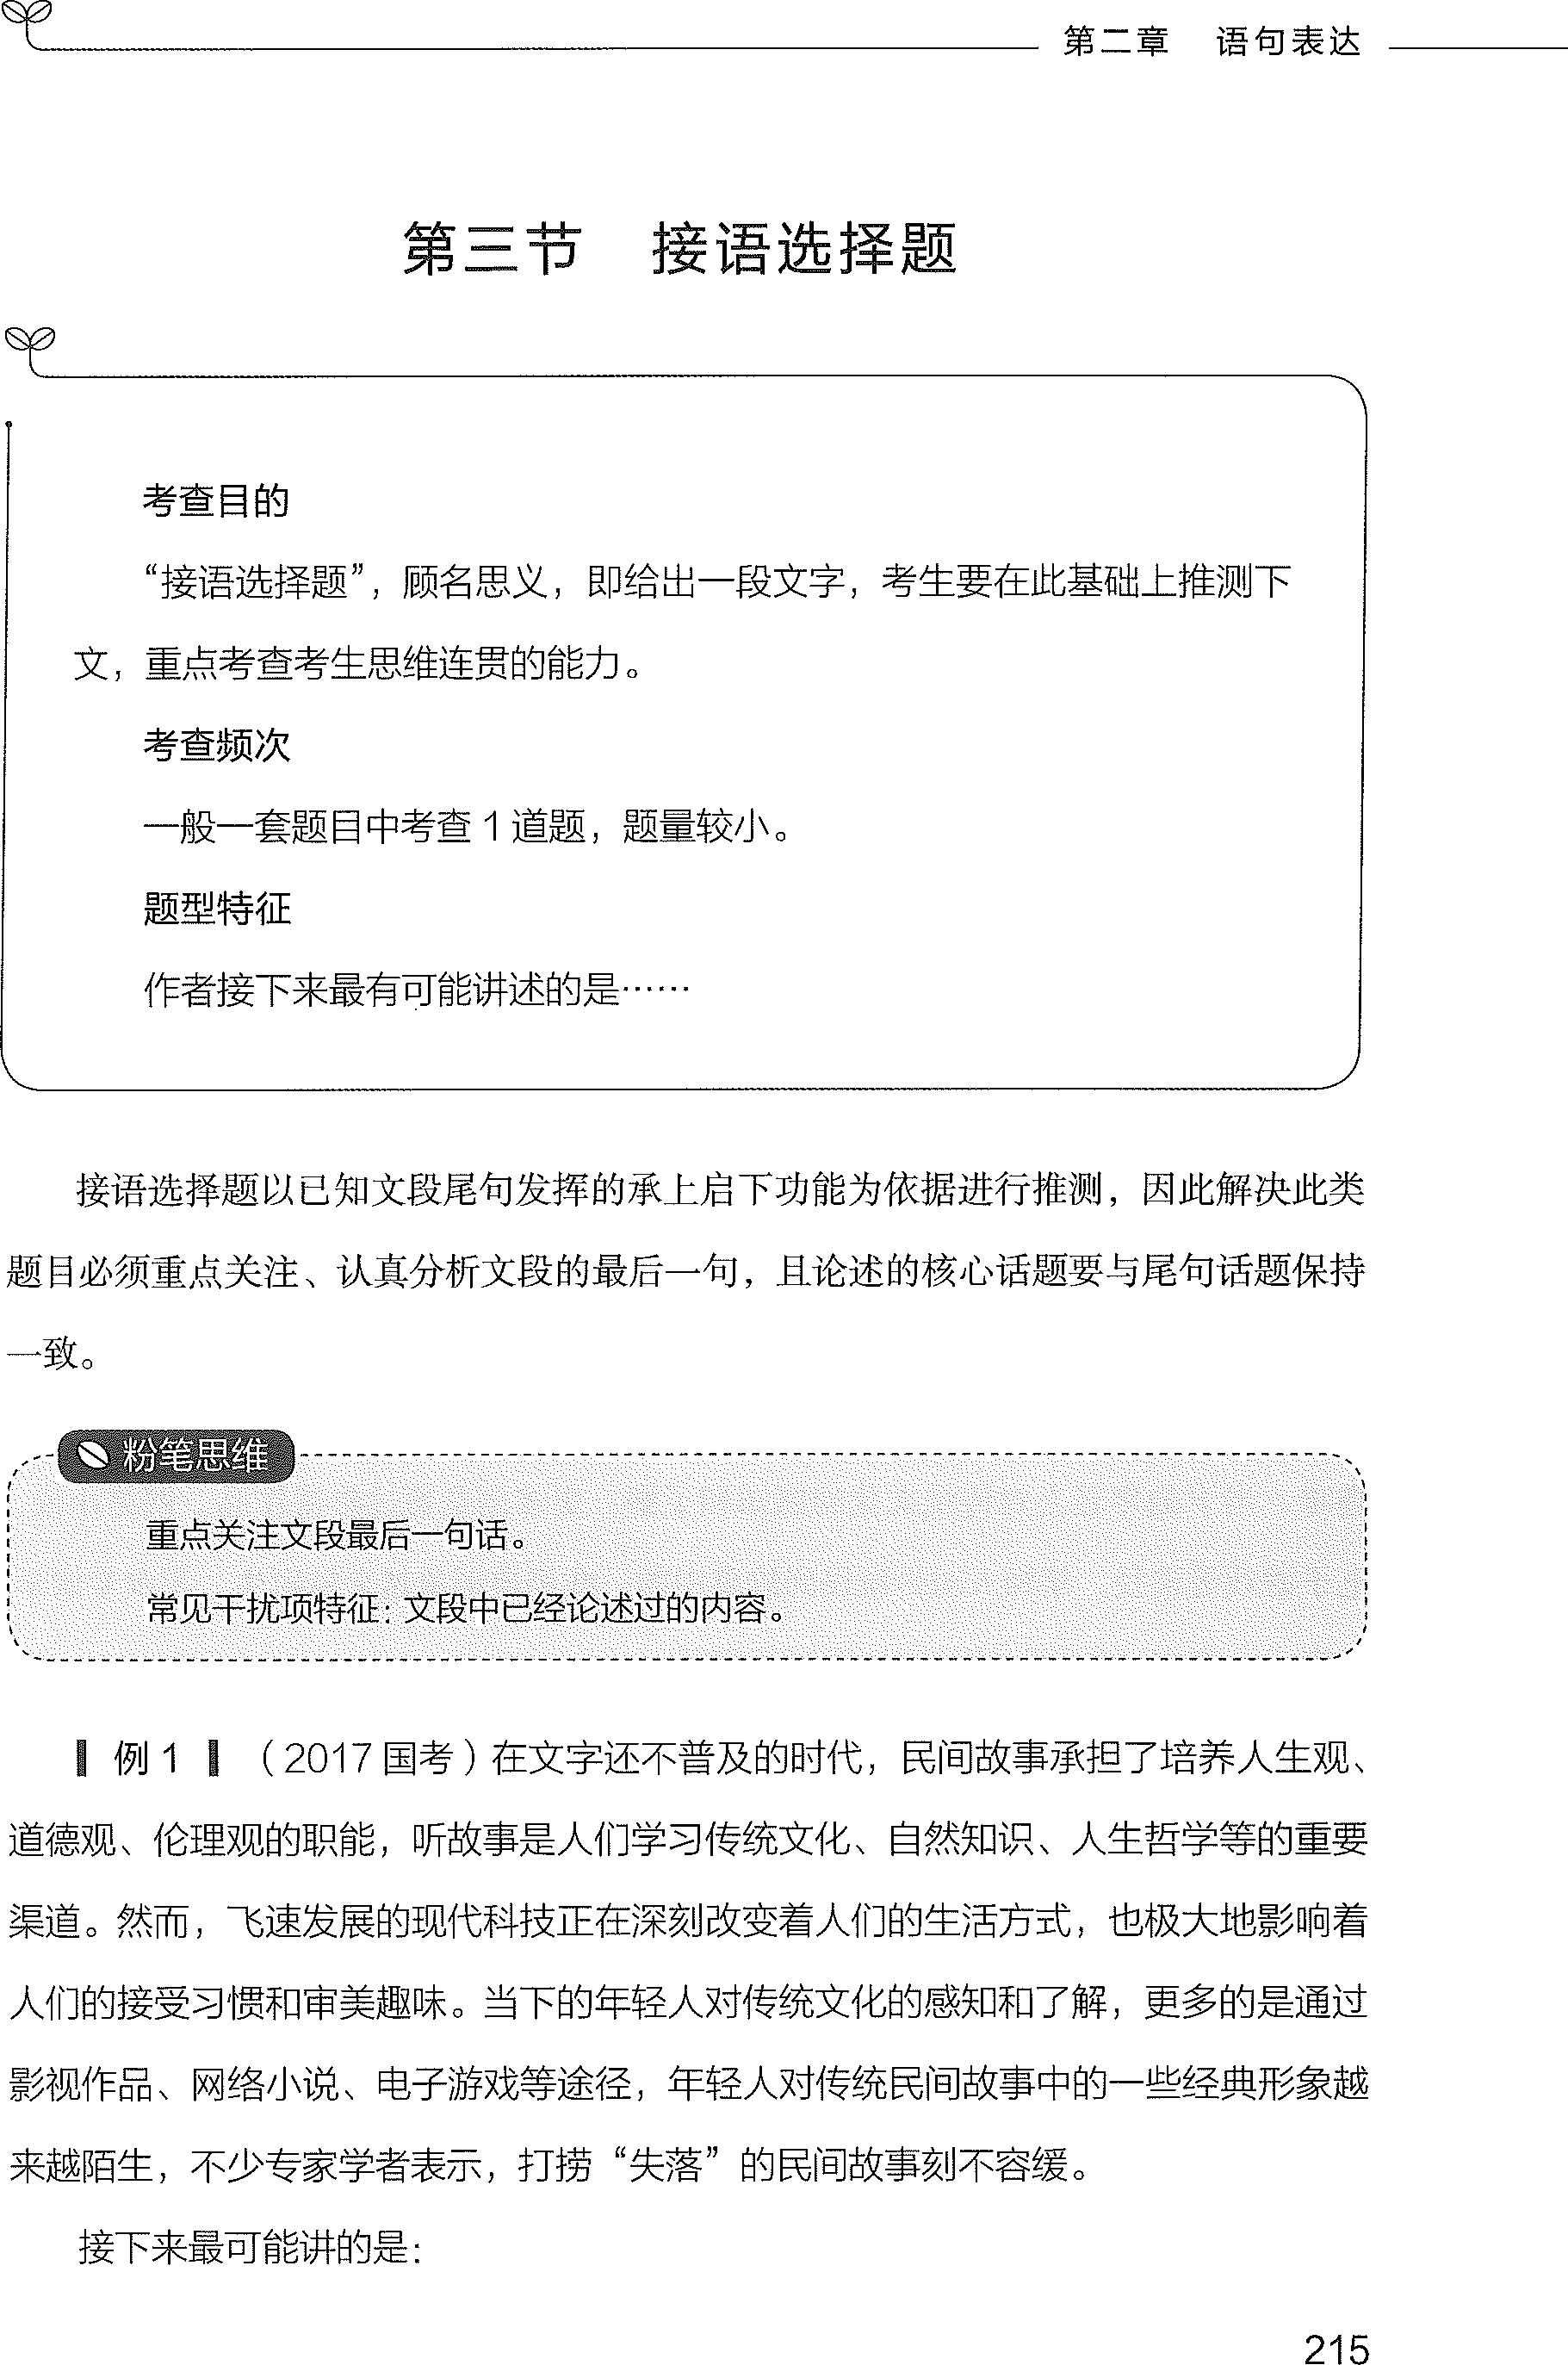 第二章 语句表达
第三节 接语选择题
考查目的
“接语选择题”，顾名思义，即给出一段文字，考生要在此基础上推测下
文，重点考查考生思维连贯的能力。
考查频次
一般一套题目中考查 1 道题，题量较小。
题型特征
作者接下来最有可能讲述的是……
接语选择题以已知文段尾句发挥的承上启下功能为依据进行推测，因此解决此类
题目必须重点关注、认真分析文段的最后一句，且论述的核心话题要与尾句话题保持
一致。
粉笔思维
重点关注文段最后一句话。
常见干扰项特征：文段中已经论述过的内容。
例 1 （2017 国考）在文字还不普及的时代，民间故事承担了培养人生观、
道德观、伦理观的职能，听故事是人们学习传统文化、自然知识、人生哲学等的重要
渠道。然而，飞速发展的现代科技正在深刻改变着人们的生活方式，也极大地影响着
人们的接受习惯和审美趣味。当下的年轻人对传统文化的感知和了解，更多的是通过
影视作品、网络小说、电子游戏等途径，年轻人对传统民间故事中的一些经典形象越
来越陌生，不少专家学者表示，打捞“失落”的民间故事刻不容缓。
接下来最可能讲的是：
215